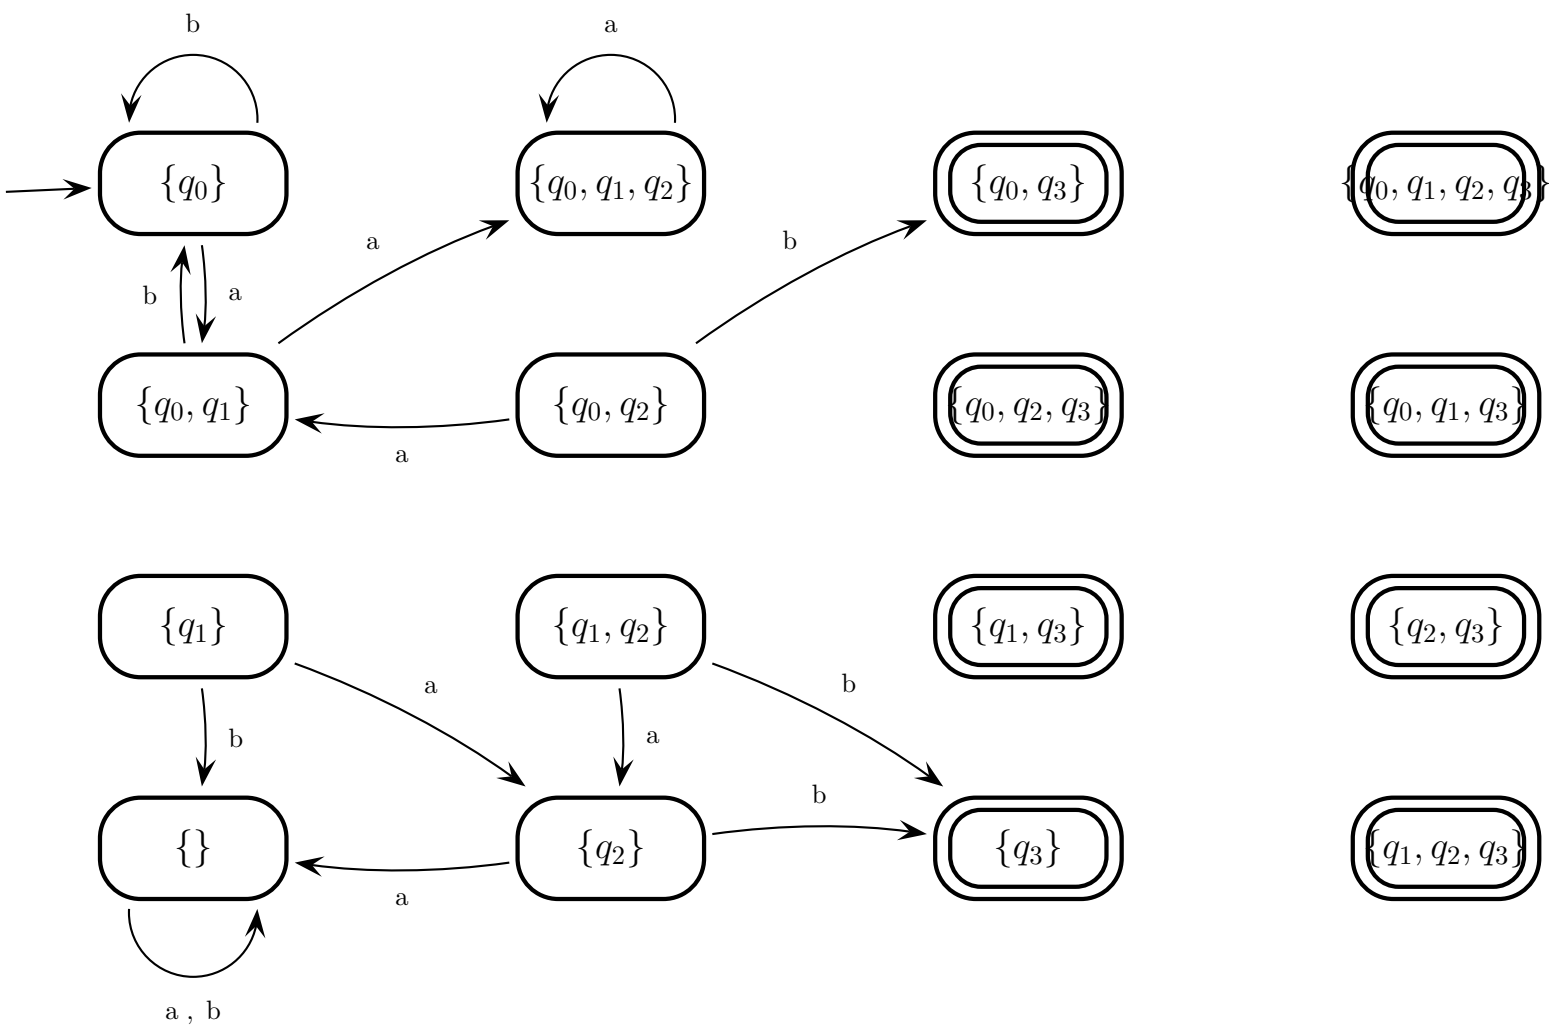 b a
{q₀} {q₀, q₁, q₂} {q₀, q₃} {q₀, q₁, q₂, q₃}
a b
b a
{q₀, q₁} {q₀, q₂} {q₀, q₂, q₃} {q₀, q₁, q₃}
a
{q₁} {q₁, q₂} {q₁, q₃} {q₂, q₃}
a b
b a
b
{} {q₂} {q₃} {q₁, q₂, q₃}
a
a , b